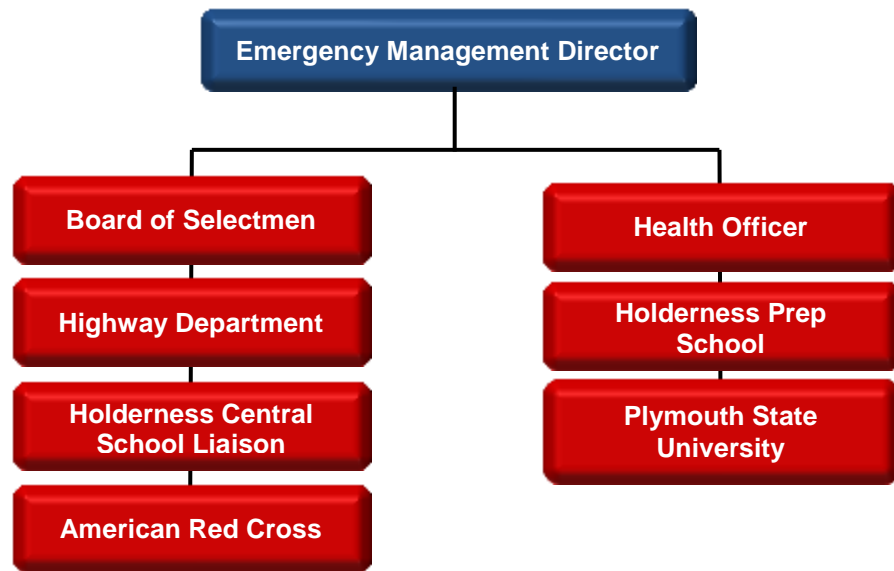 Emergency Management Director
Board of Selectmen
Highway Department
Holderness Central
School Liaison
American Red Cross
Health Officer
Holderness Prep
School
Plymouth State
University